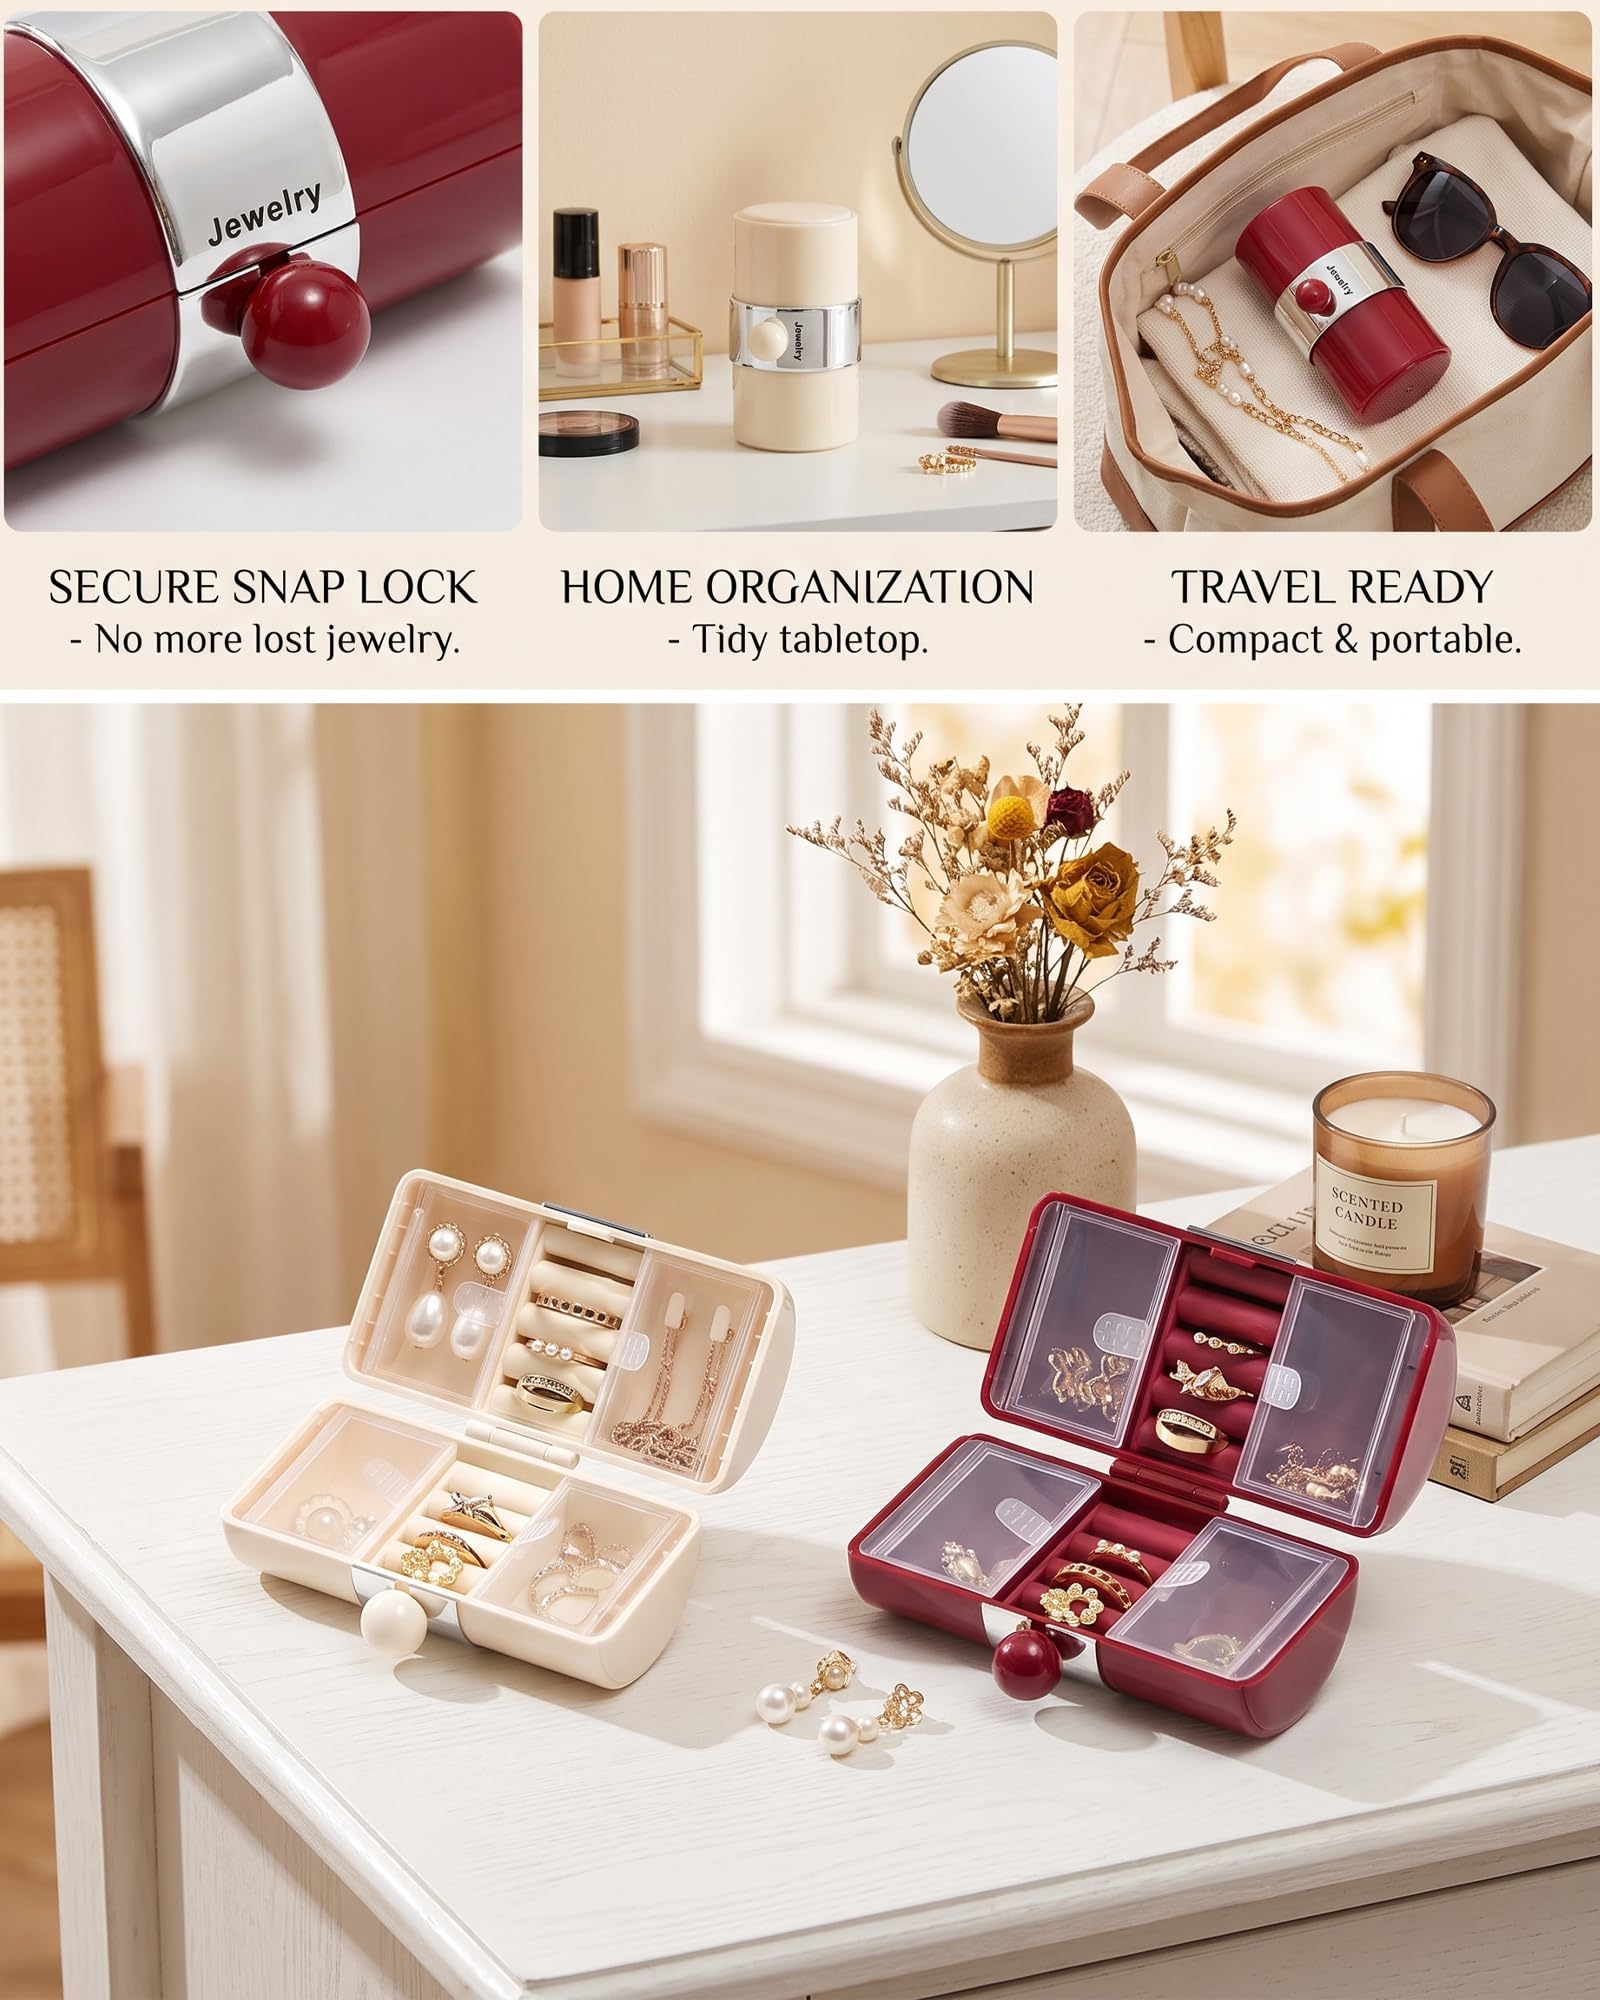 Jewelry
Jewelry
Jewelry
SECURE SNAP LOCK
- No more lost jewelry.
HOME ORGANIZATION
- Tidy tabletop.
TRAVEL READY
- Compact & portable.
SCENTED
CANDLE